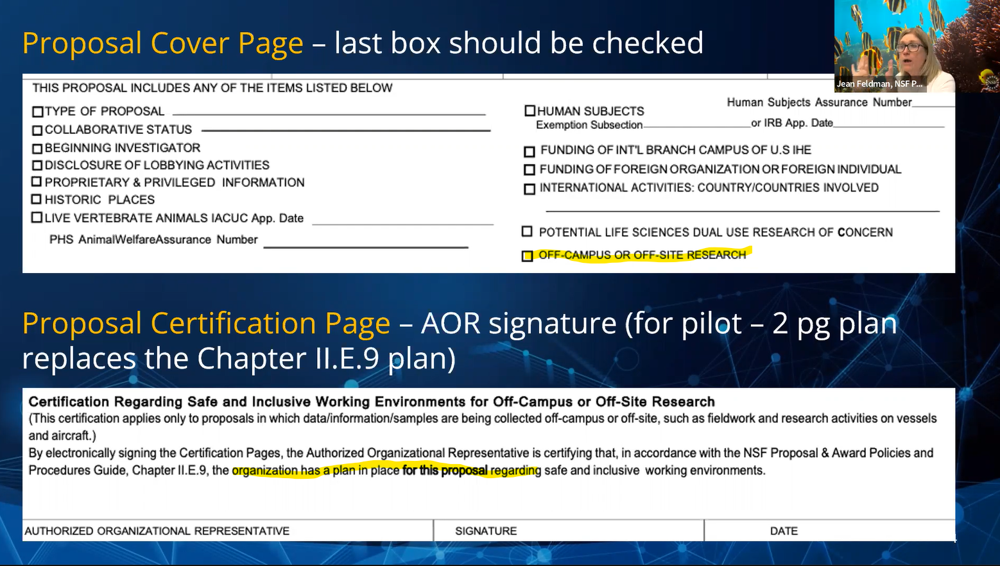 Proposal Cover Page – last box should be checked
Jean Feldman, NSF P...
THIS PROPOSAL INCLUDES ANY OF THE ITEMS LISTED BELOW
TYPE OF PROPOSAL
COLLABORATIVE STATUS
BEGINNING INVESTIGATOR
DISCLOSURE OF LOBBYING ACTIVITIES
PROPRIETARY & PRIVILEGED INFORMATION
HISTORIC PLACES
LIVE VERTEBRATE ANIMALS IACUC App. Date
PHS AnimalWelfareAssurance Number
Human Subjects Assurance Number
HUMAN SUBJECTS
Exemption Subsection or IRB App. Date
FUNDING OF INT'L BRANCH CAMPUS OF U.S IHE
FUNDING OF FOREIGN ORGANIZATION OR FOREIGN INDIVIDUAL
INTERNATIONAL ACTIVITIES: COUNTRY/COUNTRIES INVOLVED
POTENTIAL LIFE SCIENCES DUAL USE RESEARCH OF CONCERN
OFF-CAMPUS OR OFF-SITE RESEARCH
Proposal Certification Page – AOR signature (for pilot – 2 pg plan
replaces the Chapter II.E.9 plan)
Certification Regarding Safe and Inclusive Working Environments for Off-Campus or Off-Site Research
(This certification applies only to proposals in which data/information/samples are being collected off-campus or off-site, such as fieldwork and research activities on vessels
and aircraft.)
By electronically signing the Certification Pages, the Authorized Organizational Representative is certifying that, in accordance with the NSF Proposal & Award Policies and
Procedures Guide, Chapter II.E.9, the organization has a plan in place for this proposal regarding safe and inclusive working environments.
AUTHORIZED ORGANIZATIONAL REPRESENTATIVE SIGNATURE DATE